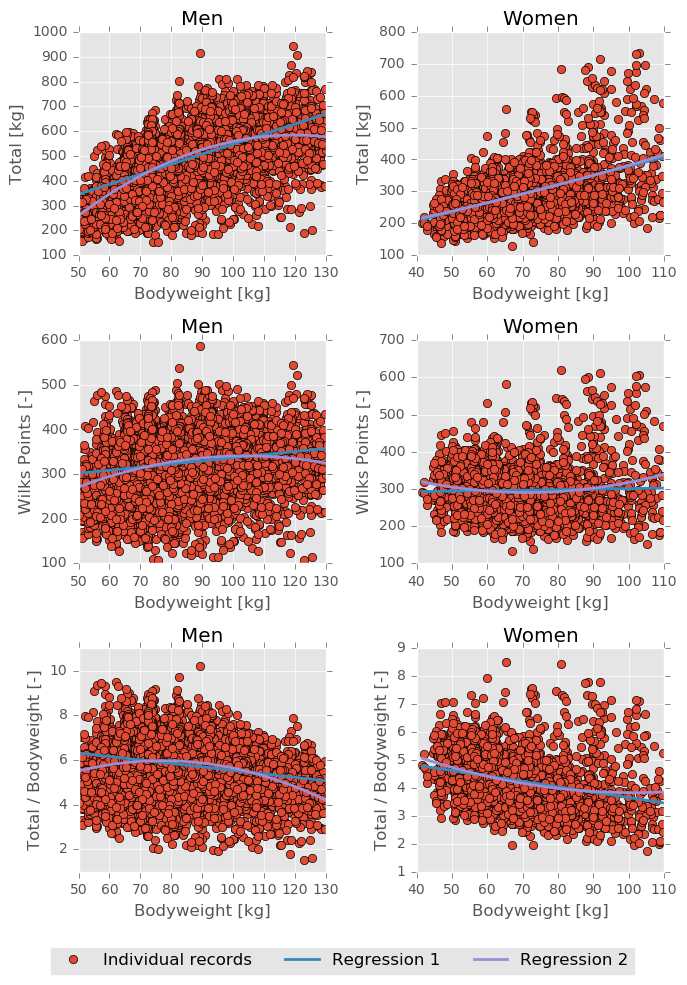 Men Women
1000
900
800
700
600
500
400
300
200
100
Total [kg]
50 60 70 80 90 100 110 120 130
Bodyweight [kg]
800
700
600
500
400
300
200
100
Total [kg]
40 50 60 70 80 90 100 110
Bodyweight [kg]
Men Women
600
500
400
300
200
100
Wilks Points [-]
50 60 70 80 90 100 110 120 130
Bodyweight [kg]
700
600
500
400
300
200
100
Wilks Points [-]
40 50 60 70 80 90 100 110
Bodyweight [kg]
Men Women
10
8
6
4
2
Total / Bodyweight [-]
50 60 70 80 90 100 110 120 130
Bodyweight [kg]
9
8
7
6
5
4
3
2
1
Total / Bodyweight [-]
40 50 60 70 80 90 100 110
Bodyweight [kg]
Individual records Regression 1 Regression 2